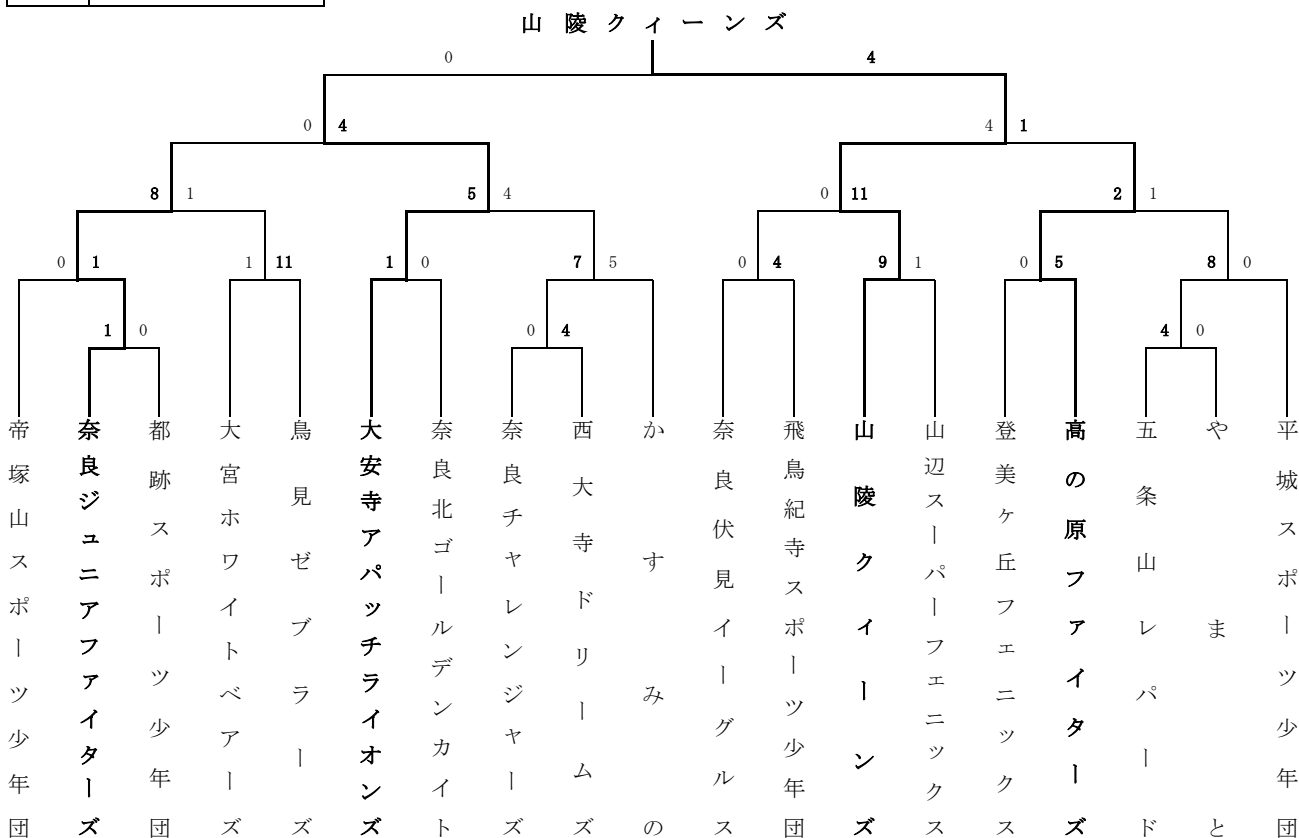 山陵クィーンズ
0 4
0 4 4 1
8 1 5 4 0 11 2 1
0 1 1 11 1 0 7 5 0 4 9 1 0 5 8 0
1 0 0 4 4 0
帝塚山スポーツ少年団
奈良ジュニアファイターズ
都跡スポーツ少年団
大宮ホワイトベアーズ
鳥見ゼブラーズ
大安寺アパッチライオンズ
奈良北ゴールデンカイト
奈良チャレンジャーズ
西大寺ドリームズ
かすみの
奈良伏見イーグルス
飛鳥紀寺スポーツ少年団
山陵クイーンズ
山辺スーパーフェニックス
登美ヶ丘フェニックス
高の原ファイターズ
五条山レパード
やまと
平城スポーツ少年団